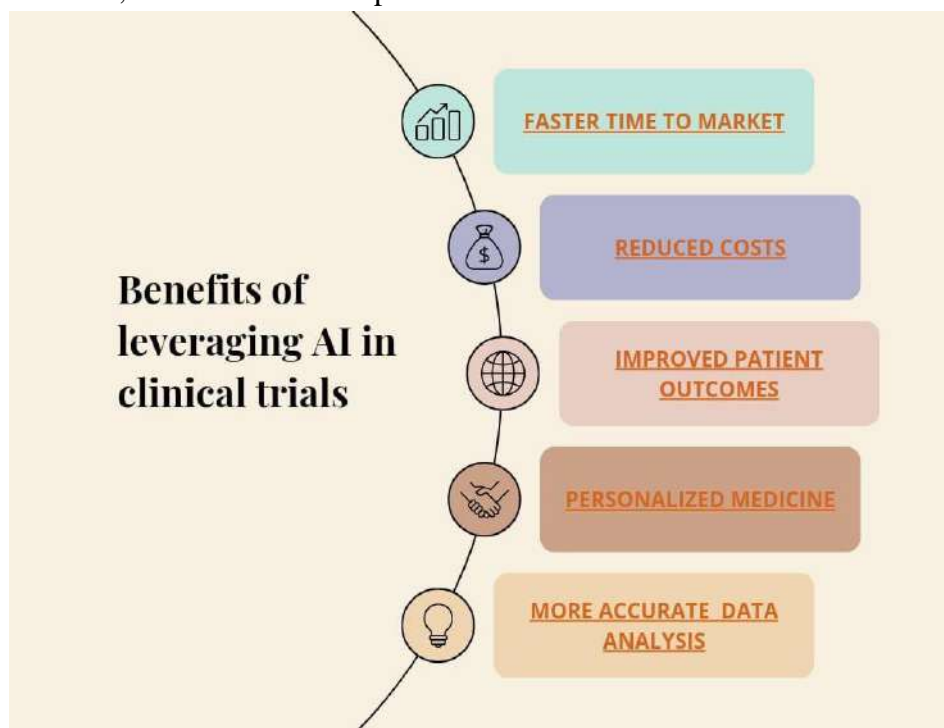 Benefits of
leveraging AI in
clinical trials
FASTER TIME TO MARKET
$
REDUCED COSTS
IMPROVED PATIENT
OUTCOMES
PERSONALIZED MEDICINE
MORE ACCURATE DATA
ANALYSIS